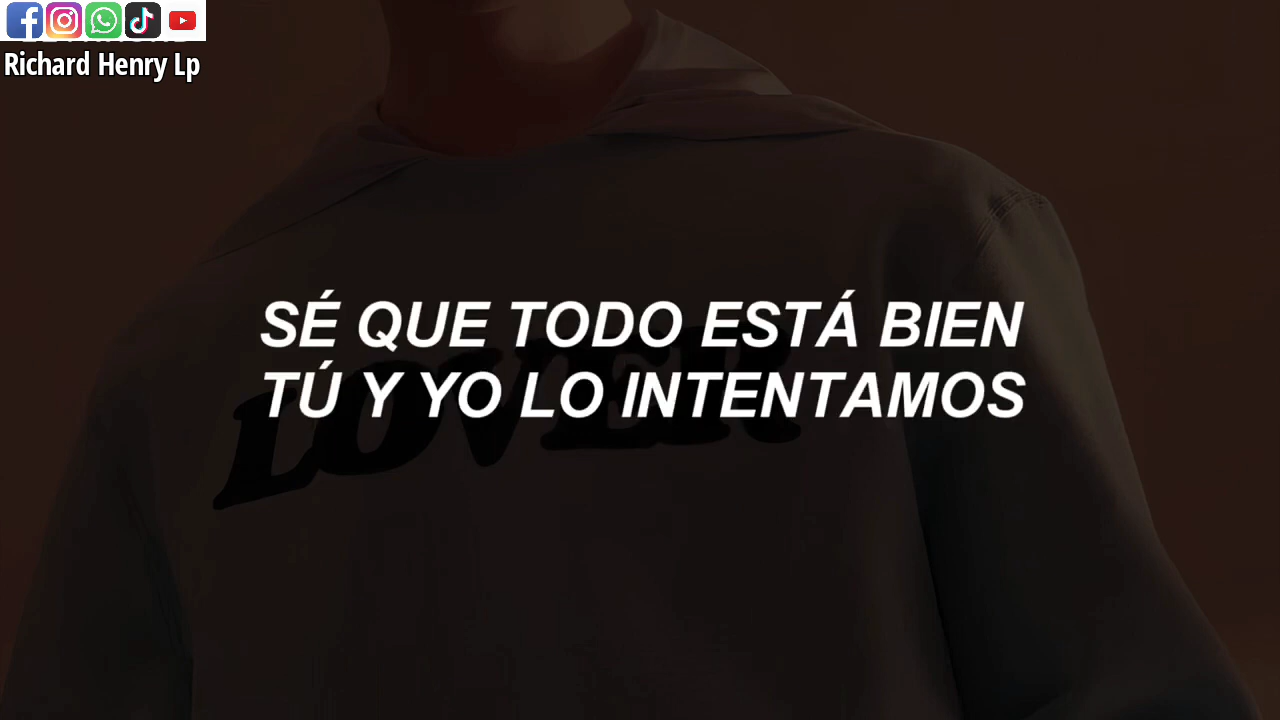 Richard Henry Lp
SÉ QUE TODO ESTÁ BIEN
TÚ Y YO LO INTENTAMOS
LOVER